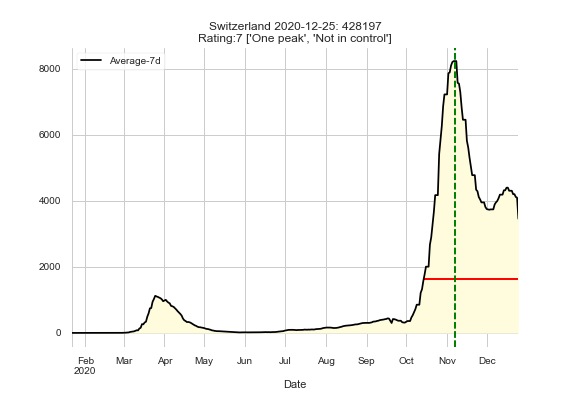 Switzerland 2020-12-25: 428197
Rating:7 ['One peak', 'Not in control']
Average-7d
8000
6000
4000
2000
0
Feb Mar Apr May Jun Jul Aug Sep Oct Nov Dec
2020
Date